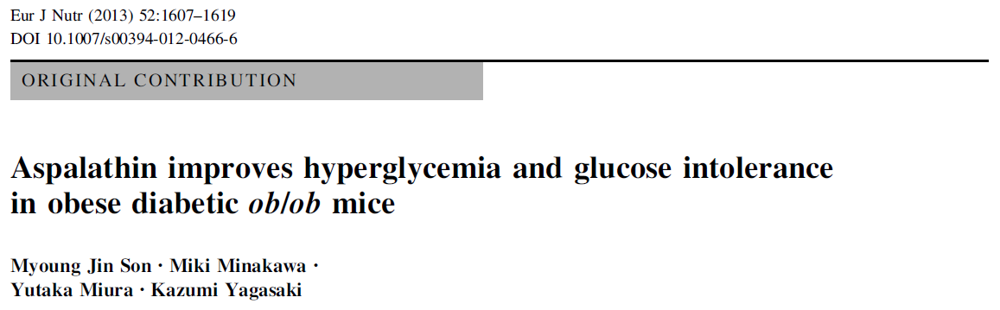 Eur J Nutr (2013) 52:1607–1619
DOI 10.1007/s00394-012-0466-6
ORIGINAL CONTRIBUTION
Aspalathin improves hyperglycemia and glucose intolerance
in obese diabetic ob/ob mice
Myoung Jin Son · Miki Minakawa ·
Yutaka Miura · Kazumi Yagasaki